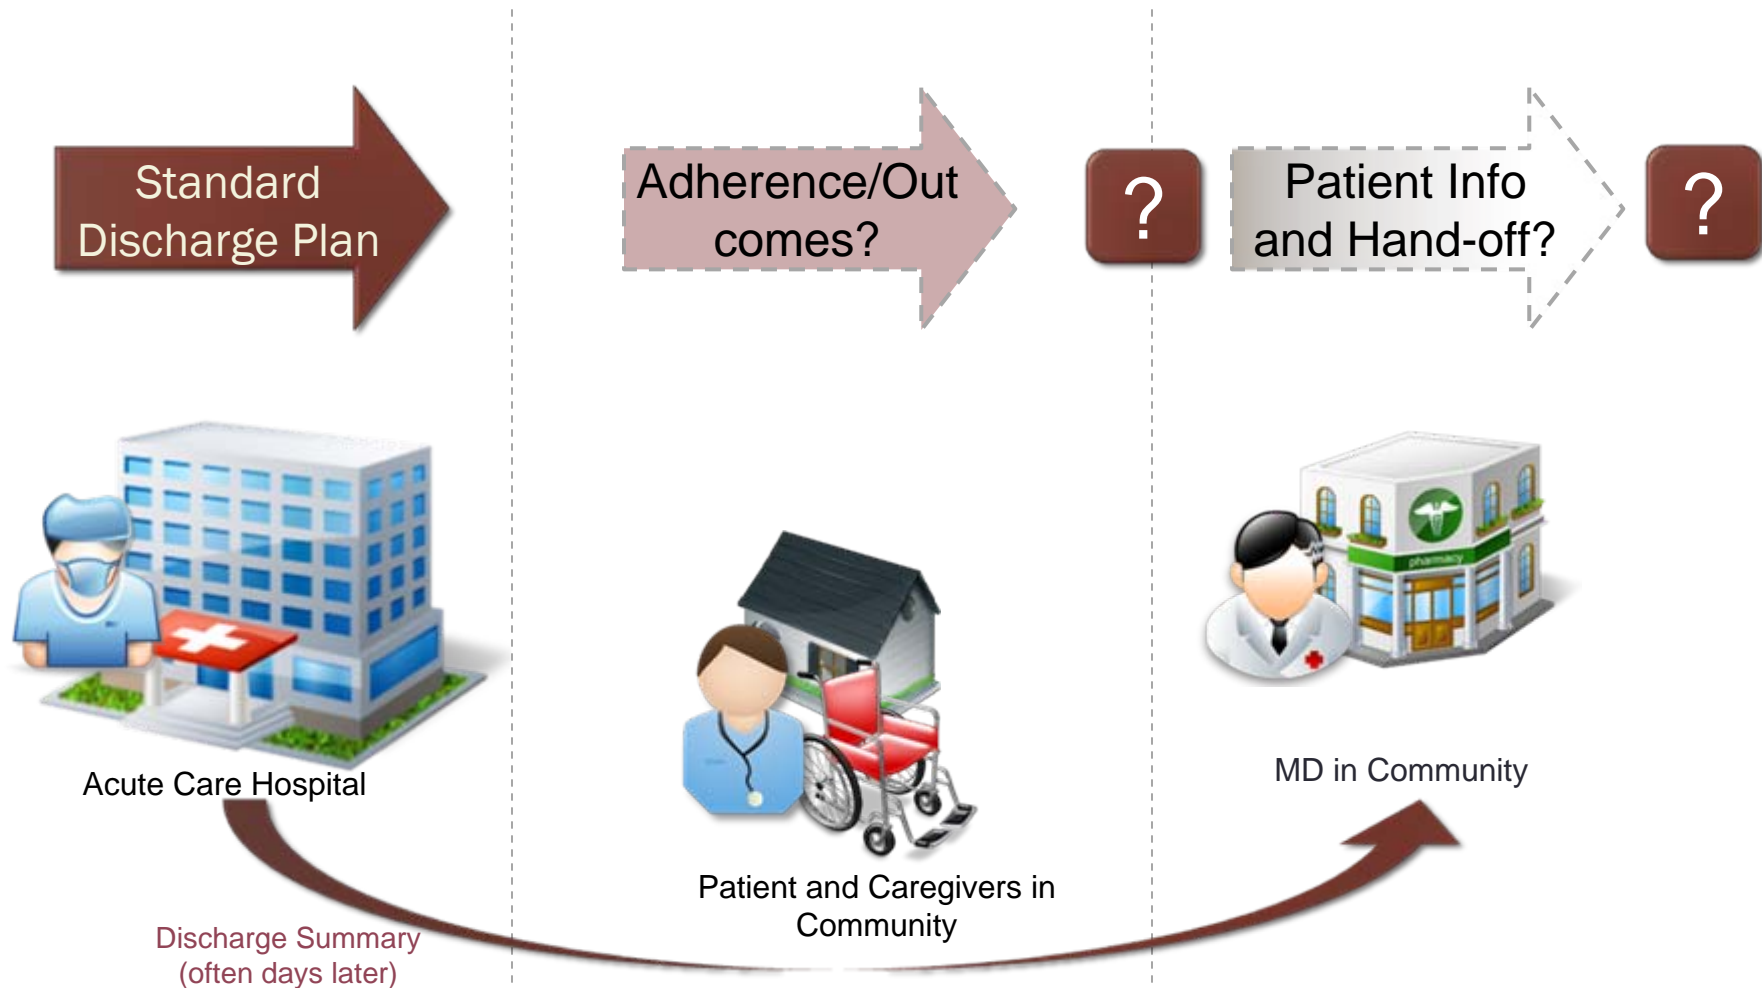 Standard
Discharge Plan
Adherence/Out
comes?
?
Patient Info
and Hand-off?
?
pharmacy
Acute Care Hospital
MD in Community
Patient and Caregivers in
Community
Discharge Summary
(often days later)